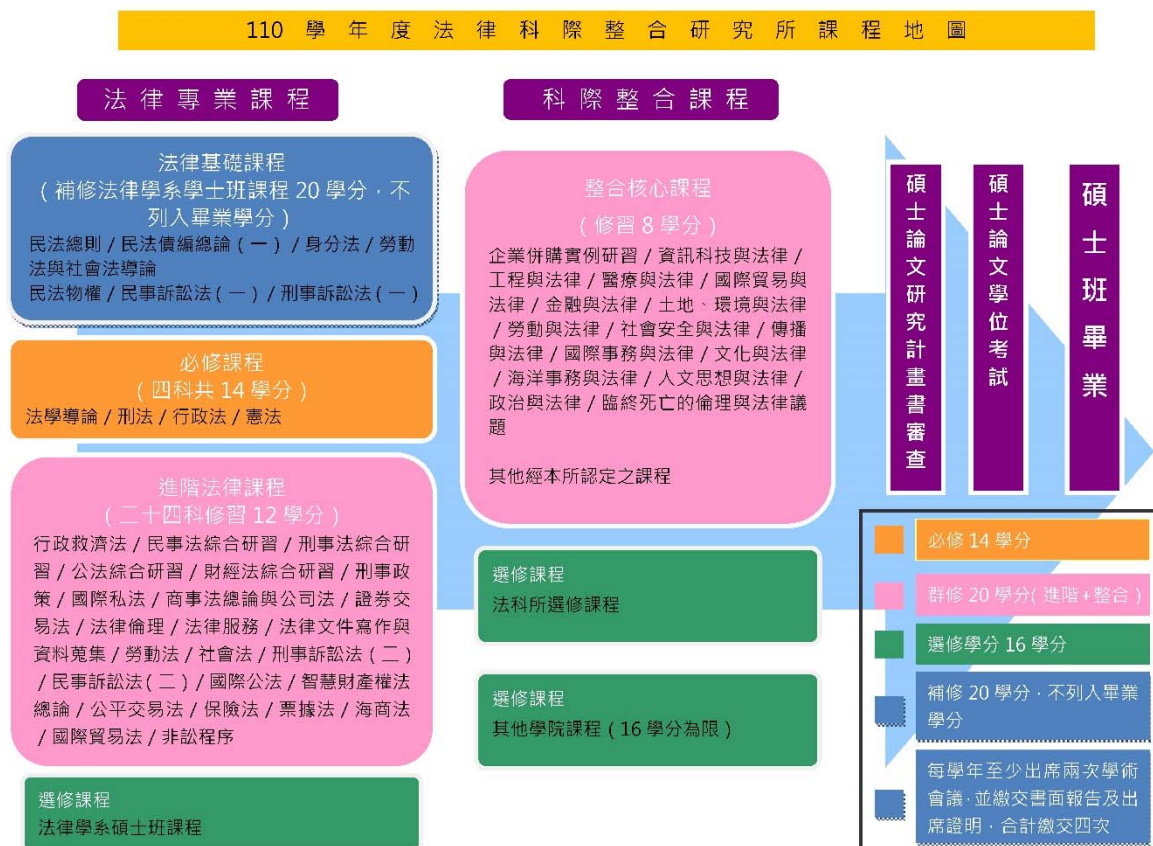 110 學年度法律科際整合研究所課程地圖
法律專業課程
法律基礎課程
(補修法律學系學士班課程 20 學分，不
列入畢業學分)
民法總則 / 民法債編總論 (一) / 身分法 / 勞動
法與社會法導論
民法物權 / 民事訴訟法 (一) / 刑事訴訟法 (一)
必修課程
(四科共 14 學分)
法學導論 / 刑法 / 行政法 / 憲法
進階法律課程
(二十四科修習 12 學分)
行政救濟法 / 民事法綜合研習 / 刑事法綜合研
習 / 公法綜合研習 / 財經法綜合研習 / 刑事政
策 / 國際私法 / 商事法總論與公司法 / 證券交
易法 / 法律倫理 / 法律服務 / 法律文件寫作與
資料蒐集 / 勞動法 / 社會法 / 刑事訴訟法 (二)
/ 民事訴訟法 (二) / 國際公法 / 智慧財產權法
總論 / 公平交易法 / 保險法 / 票據法 / 海商法
/ 國際貿易法 / 非訟程序
選修課程
法律學系碩士班課程
科際整合課程
整合核心課程
(修習 8 學分)
企業併購實例研習 / 資訊科技與法律 /
工程與法律 / 醫療與法律 / 國際貿易與
法律 / 金融與法律 / 土地、環境與法律
/ 勞動與法律 / 社會安全與法律 / 傳播
與法律 / 國際事務與法律 / 文化與法律
/ 海洋事務與法律 / 人文思想與法律 /
政治與法律 / 臨終死亡的倫理與法律議
題
其他經本所認定之課程
選修課程
法科所選修課程
選修課程
其他學院課程 (16 學分為限)
碩士論文研究計畫書審查
碩士論文學位考試
碩士班畢業
必修 14 學分
群修 20 學分( 進階+整合 )
選修學分 16 學分
補修 20 學分，不列入畢業
學分
每學年至少出席兩次學術
會議，並繳交書面報告及出
席證明，合計繳交四次